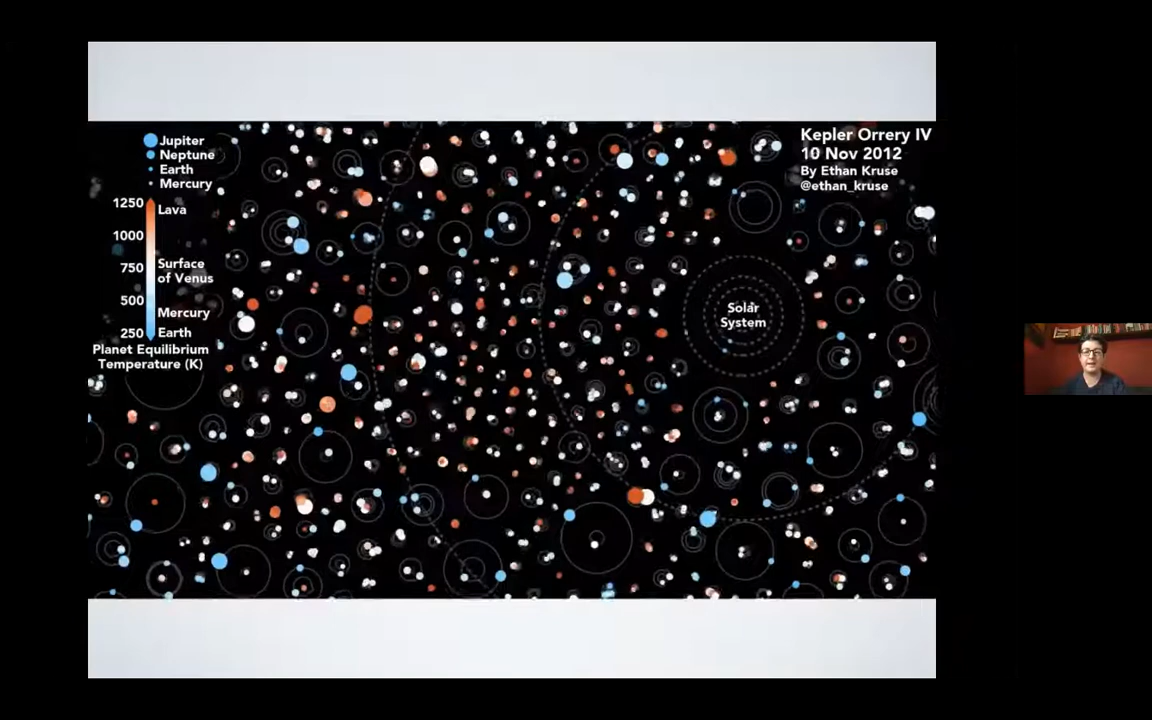 Jupiter
Neptune
Earth
Mercury
1250
Lava
1000
750
Surface
of Venus
500
Mercury
250
Earth
Planet Equilibrium
Temperature (K)
Solar
System
Kepler Orrery IV
10 Nov 2012
By Ethan Kruse
@ethan_kruse